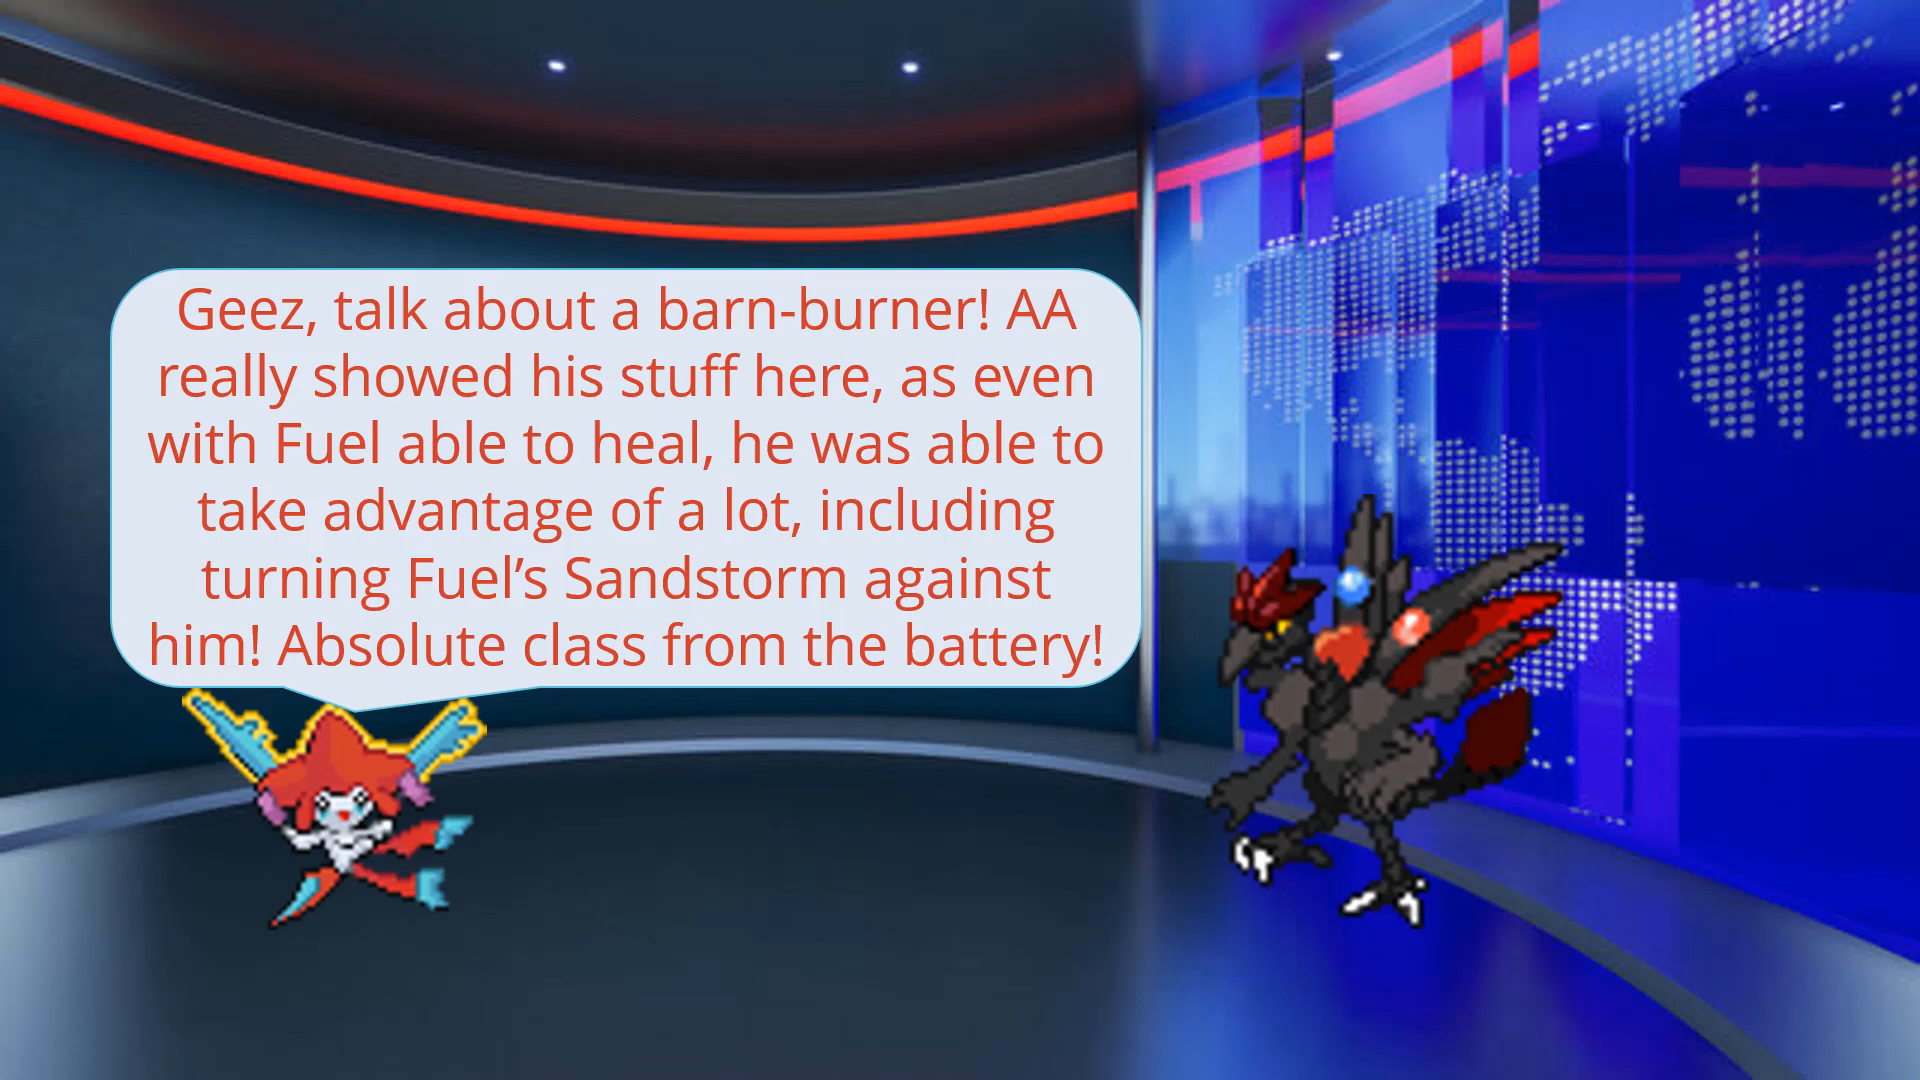 Geez, talk about a barn-burner! AA
really showed his stuff here, as even
with Fuel able to heal, he was able to
take advantage of a lot, including
turning Fuel’s Sandstorm against
him! Absolute class from the battery!